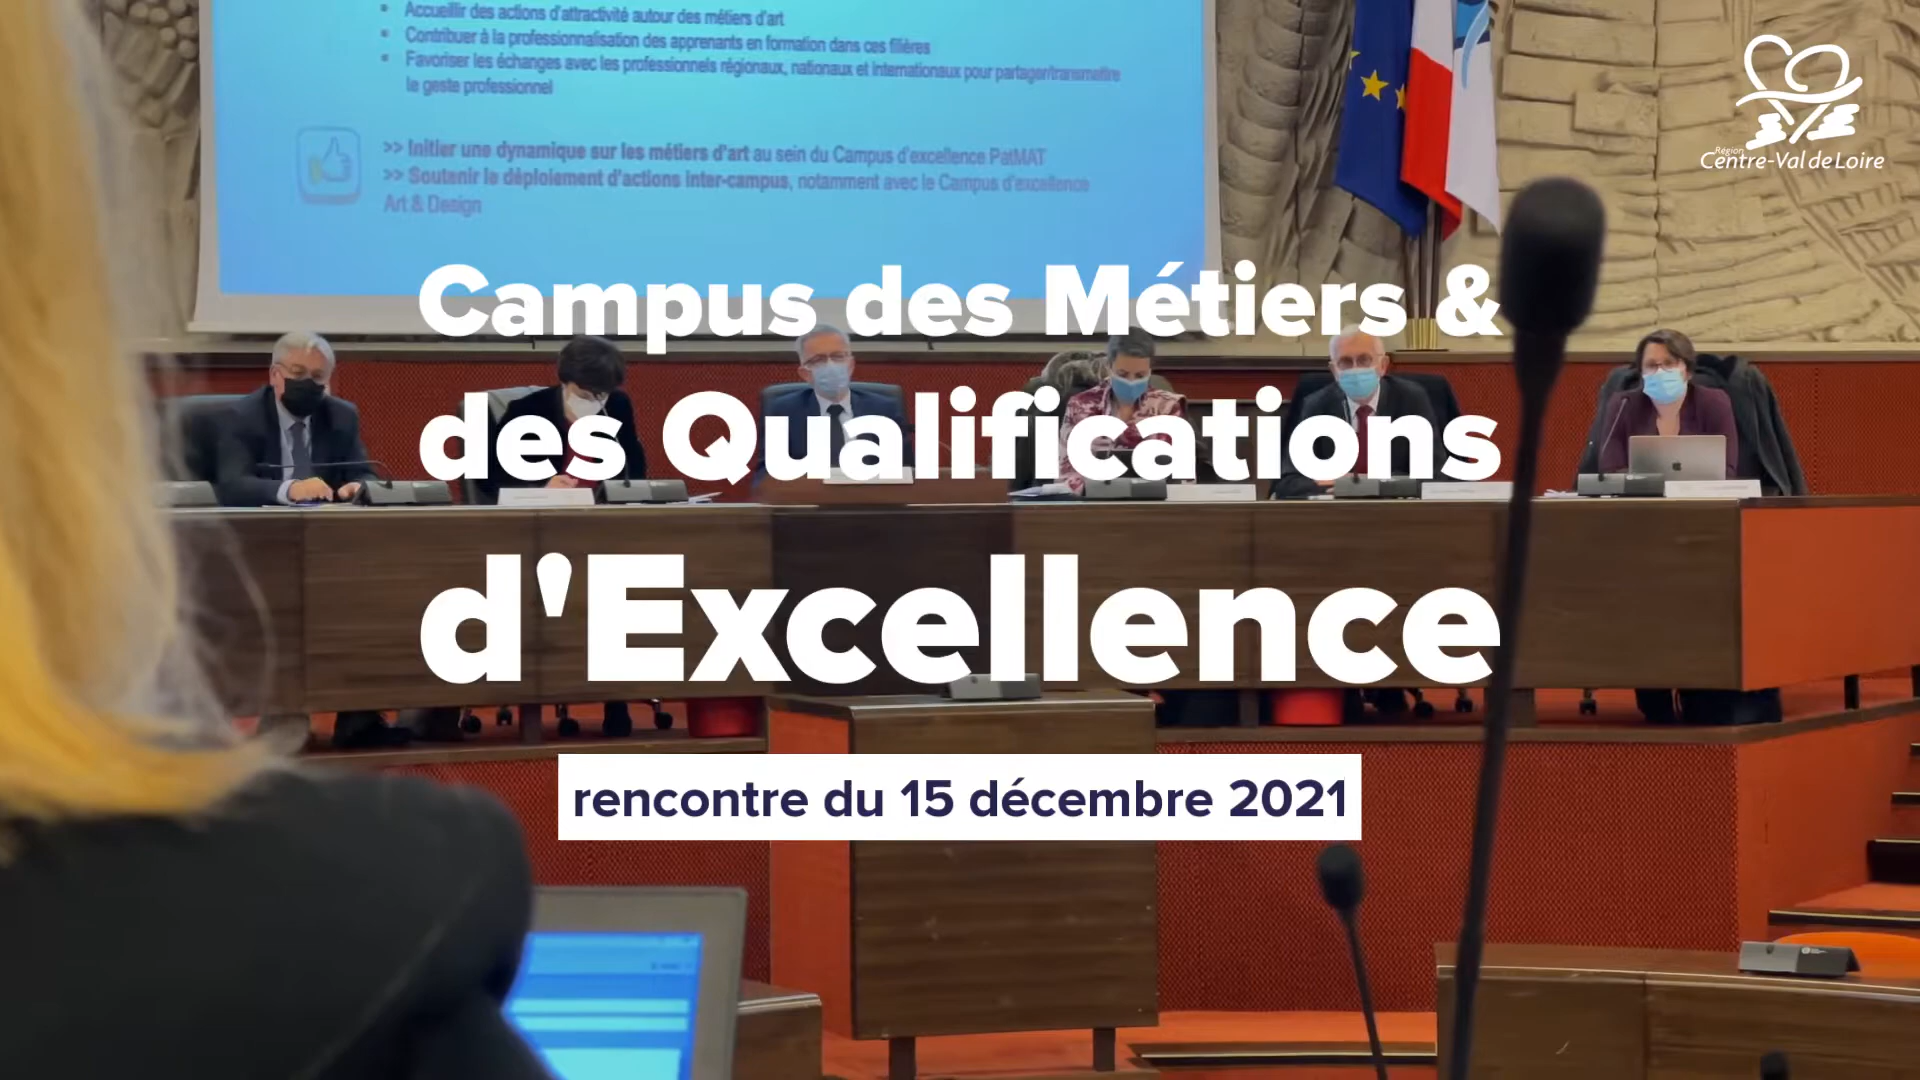 Accueillir des actions d'attractivité autour des métiers d'art
Contribuer à la professionnalisation des apprenants en formation dans ces filières
Favoriser les échanges avec les professionnels régionaux, nationaux et internationaux pour partager/transmettre
le geste professionnel
>> Initier une dynamique sur les métiers d'art au sein du Campus d'excellence PatMAT
>> Soutenir le déploiement d'actions inter-campus, notamment avec le Campus d'excellence
Art & Design
Région
Centre-Val de Loire
Campus des Métiers &
des Qualifications
d'Excellence
rencontre du 15 décembre 2021